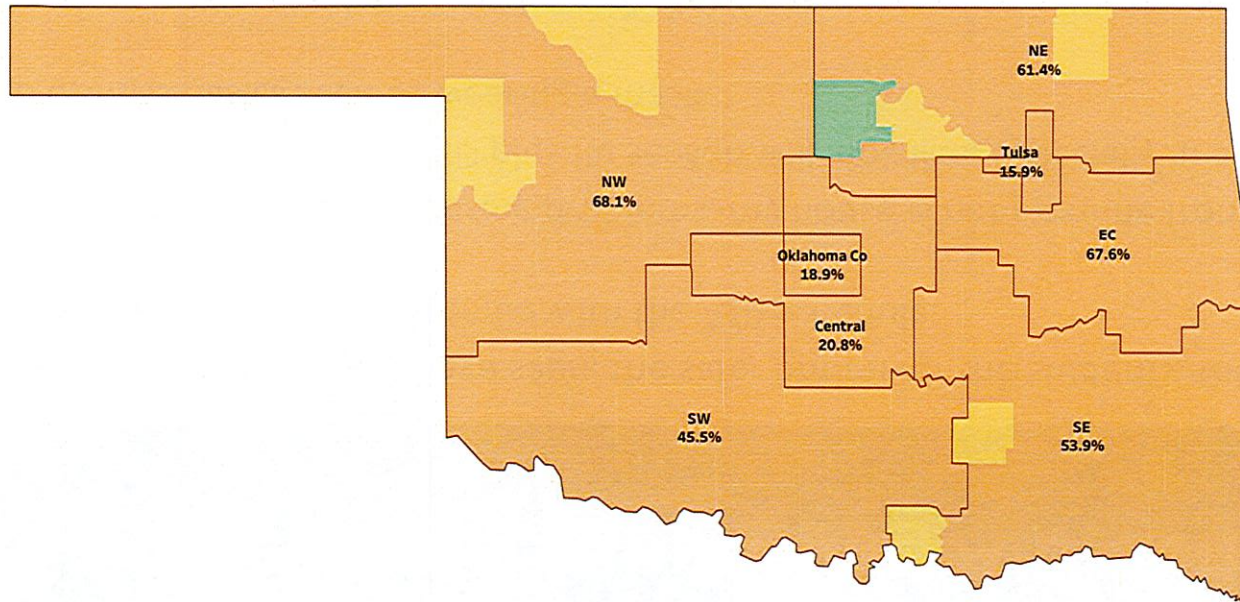 NE
61.4%
Tulsa
15.9%
NW
68.1%
EC
67.6%
Oklahoma Co
18.9%
Central
20.8%
SW
45.5%
SE
53.9%